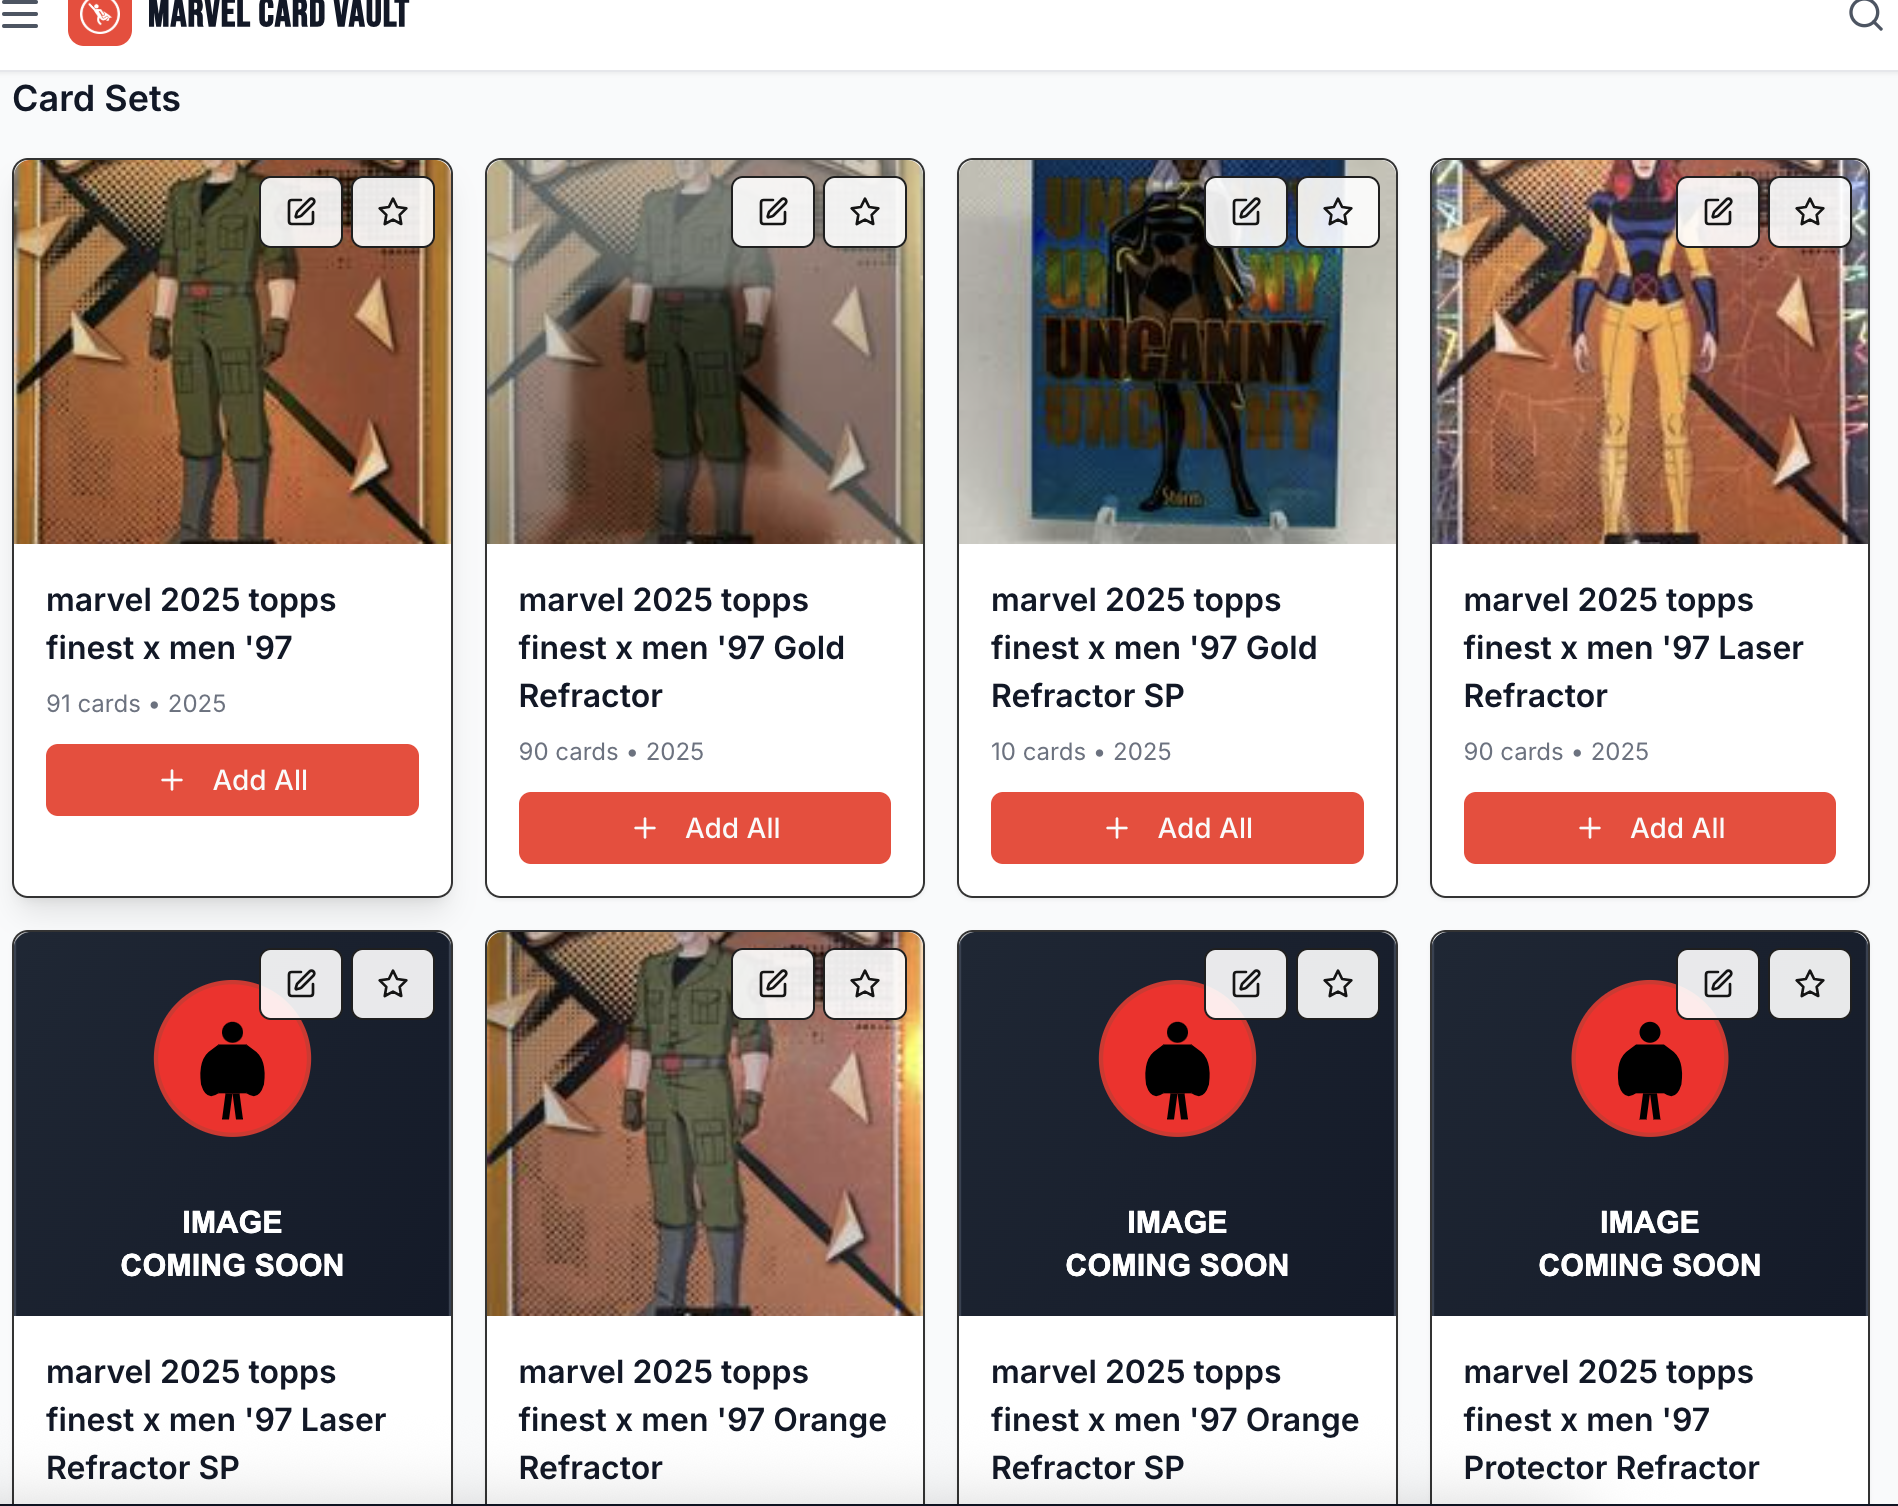 MARVEL CARD VAULT
Card Sets
UNCANNY
Storm
marvel 2025 topps
finest x men '97
91 cards • 2025
+ Add All
marvel 2025 topps
finest x men '97 Gold
Refractor
90 cards • 2025
+ Add All
marvel 2025 topps
finest x men '97 Gold
Refractor SP
10 cards • 2025
+ Add All
marvel 2025 topps
finest x men '97 Laser
Refractor
90 cards • 2025
+ Add All
IMAGE
COMING SOON
marvel 2025 topps
finest x men '97 Laser
Refractor SP
marvel 2025 topps
finest x men '97 Orange
Refractor
IMAGE
COMING SOON
marvel 2025 topps
finest x men '97 Orange
Refractor SP
IMAGE
COMING SOON
marvel 2025 topps
finest x men '97
Protector Refractor